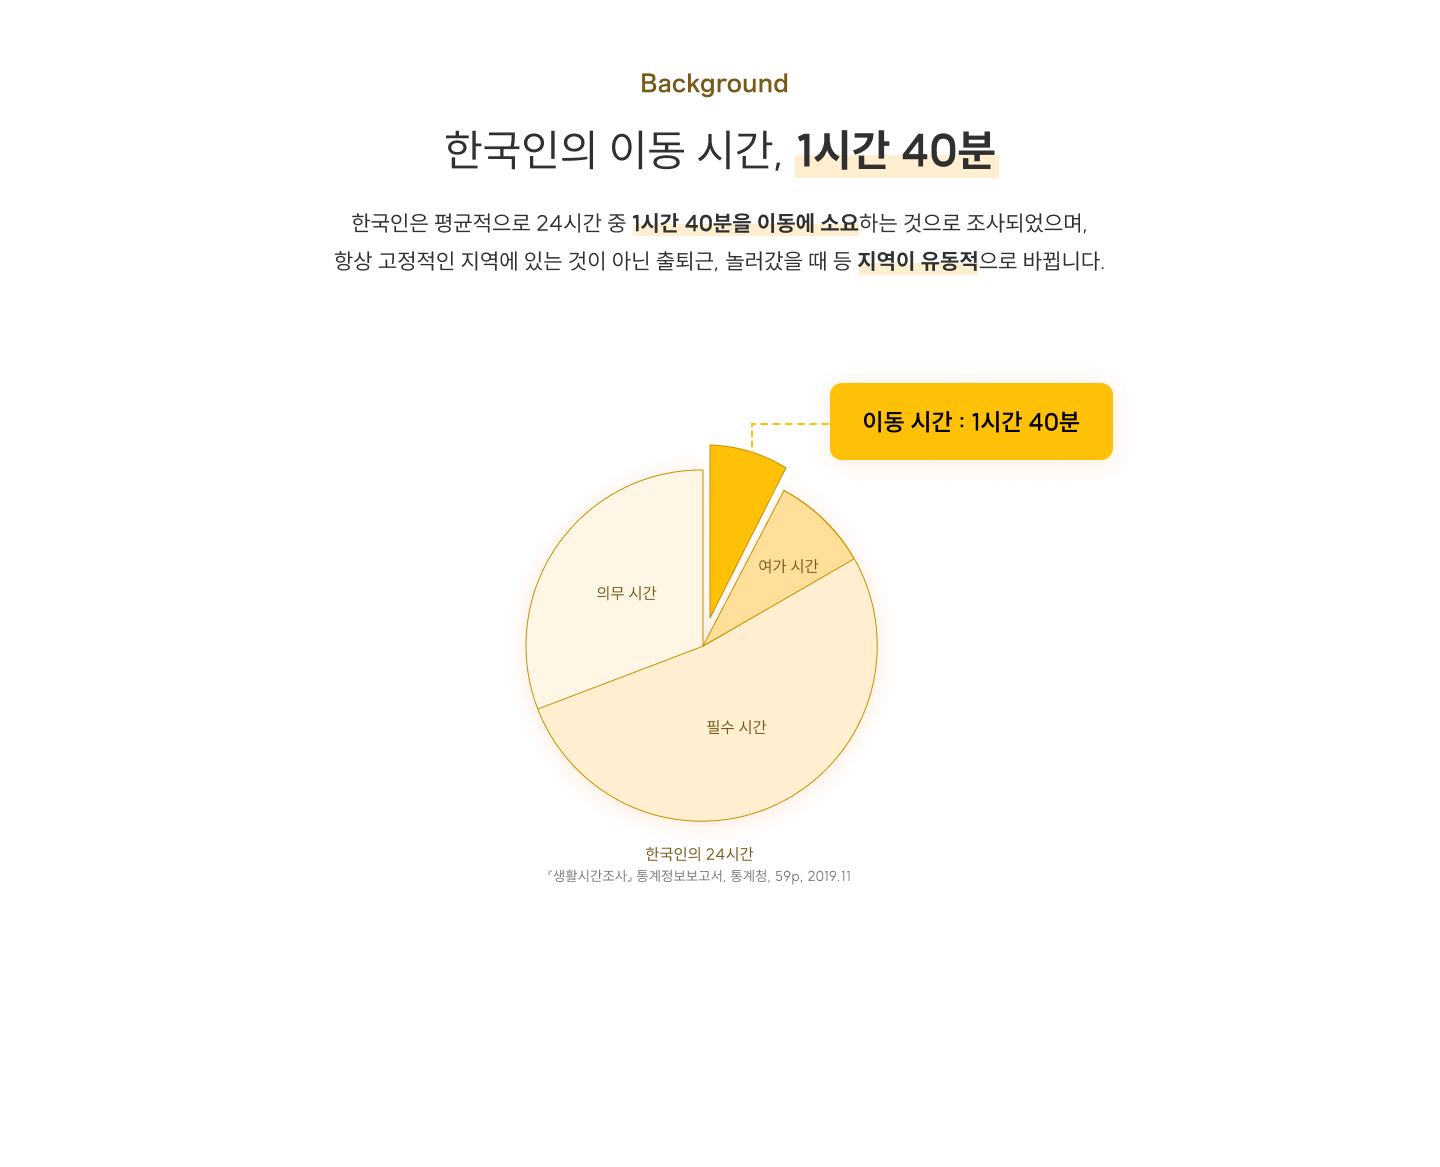 Background
한국인의 이동 시간, 1시간 40분
한국인은 평균적으로 24시간 중 1시간 40분을 이동에 소요하는 것으로 조사되었으며,
항상 고정적인 지역에 있는 것이 아닌 출퇴근, 놀러갔을 때 등 지역이 유동적으로 바뀝니다.
이동 시간 : 1시간 40분
여가 시간
의무 시간
필수 시간
한국인의 24시간
『생활시간조사』 통계정보보고서, 통계청, 59p, 2019.11